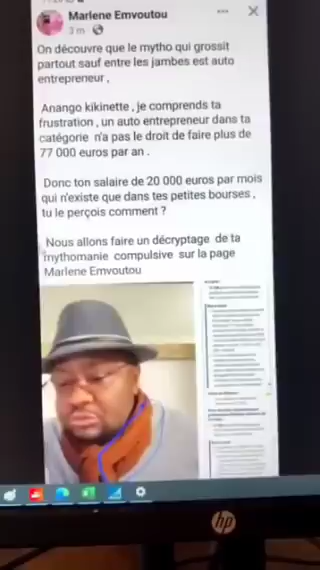 Marlene Emvoutou
3 m
On découvre que le mytho qui grossit
partout sauf entre les jambes est auto
entrepreneur ,
Anango kikinette , je comprends ta
frustration , un auto entrepreneur dans ta
catégorie n'a pas le droit de faire plus de
77 000 euros par an .
Donc ton salaire de 20 000 euros par mois
qui n'existe que dans tes petites bourses ,
tu le perçois comment ?
Nous allons faire un décryptage de ta
mythomanie compulsive sur la page
Marlene Emvoutou
hp